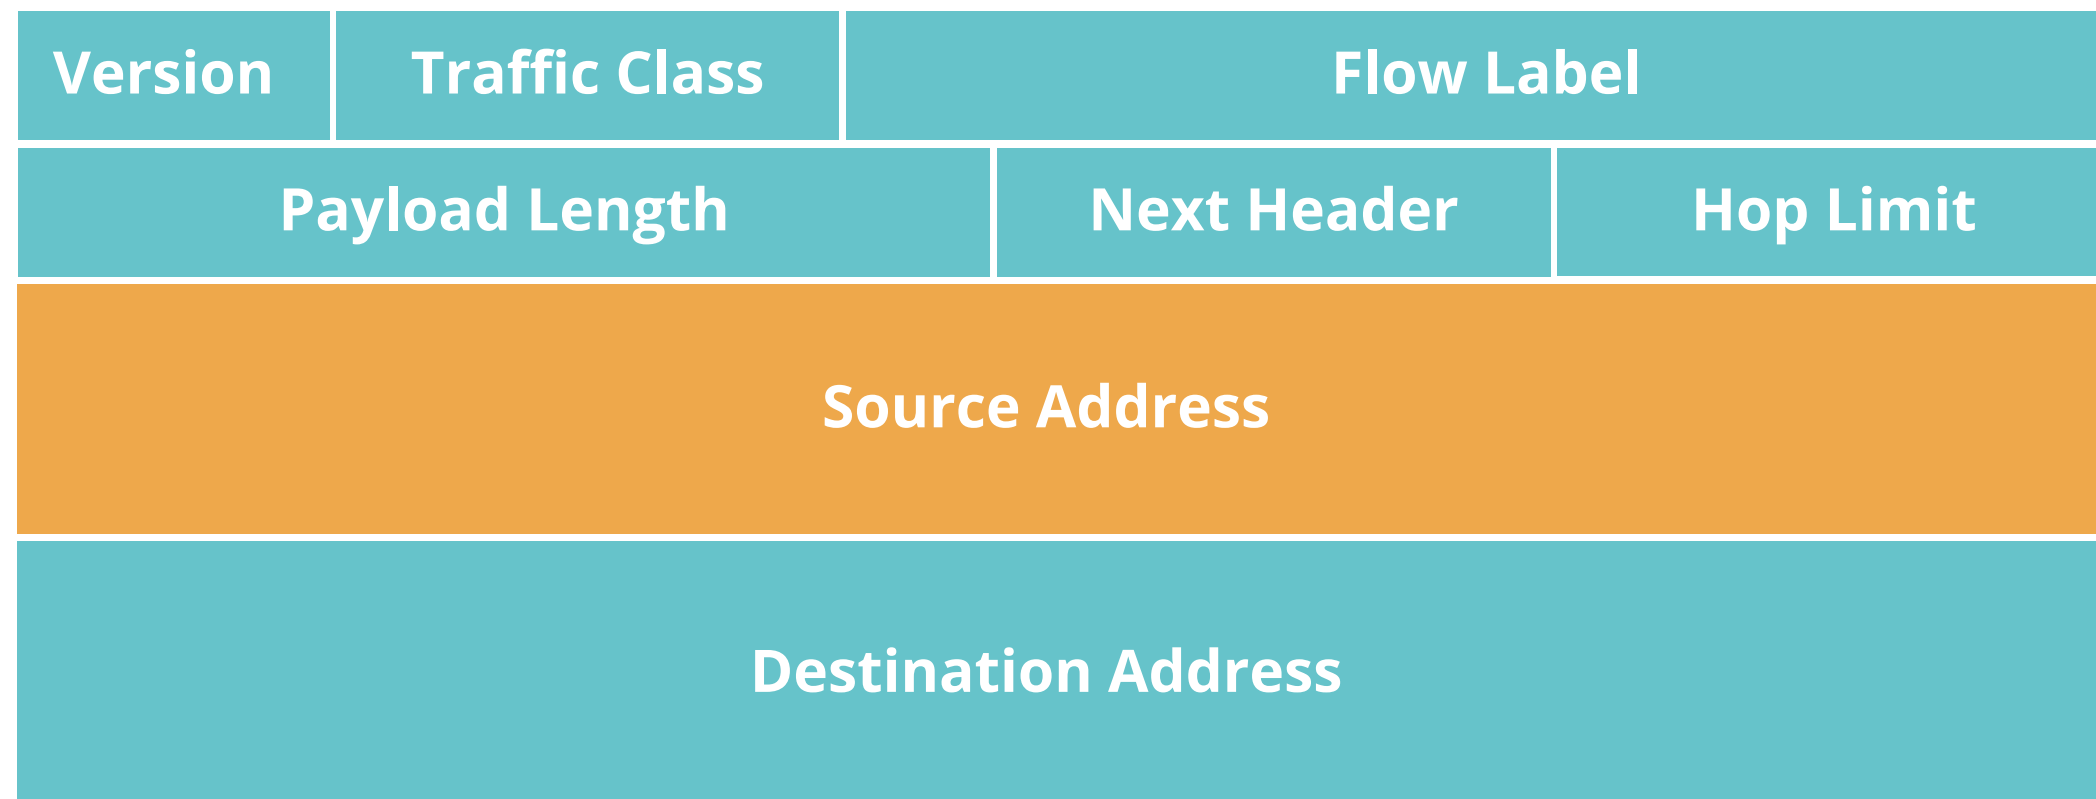 Version Traffic Class Flow Label
Payload Length Next Header Hop Limit
Source Address
Destination Address